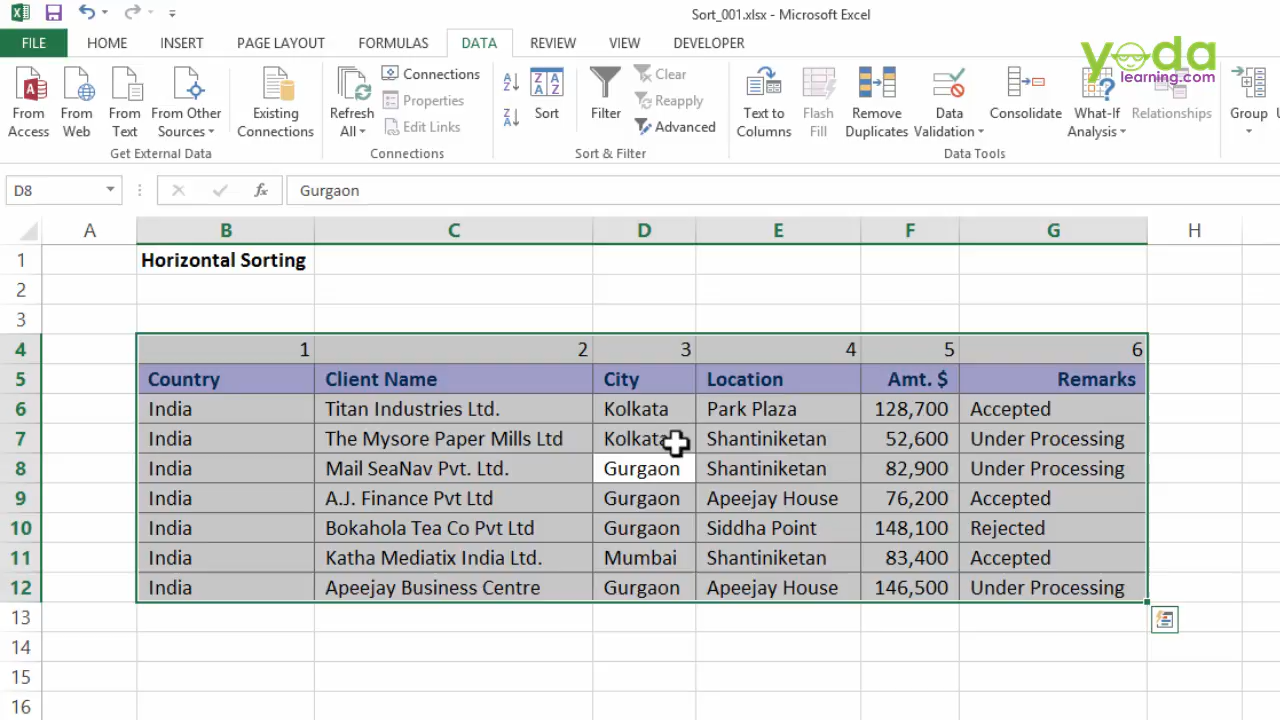 Sort_001.xlsx - Microsoft Excel
FILE HOME INSERT PAGE LAYOUT FORMULAS DATA REVIEW VIEW DEVELOPER
yoda
learning.com
From Access From Web From Text From Other Sources Existing Connections Refresh All Connections Properties Edit Links Sort Filter Clear Reapply Advanced Text to Columns Flash Fill Remove Duplicates Data Validation Consolidate What-If Analysis Relationships Group
Get External Data Connections Sort & Filter Data Tools
D8 fx Gurgaon
A B C D E F G H
1 Horizontal Sorting
2
3
4 1 2 3 4 5 6
5 Country Client Name City Location Amt. $ Remarks
6 India Titan Industries Ltd. Kolkata Park Plaza 128,700 Accepted
7 India The Mysore Paper Mills Ltd Kolkata Shantiniketan 52,600 Under Processing
8 India Mail SeaNav Pvt. Ltd. Gurgaon Shantiniketan 82,900 Under Processing
9 India A.J. Finance Pvt Ltd Gurgaon Apeejay House 76,200 Accepted
10 India Bokahola Tea Co Pvt Ltd Gurgaon Siddha Point 148,100 Rejected
11 India Katha Mediatix India Ltd. Mumbai Shantiniketan 83,400 Accepted
12 India Apeejay Business Centre Gurgaon Apeejay House 146,500 Under Processing
13
14
15
16